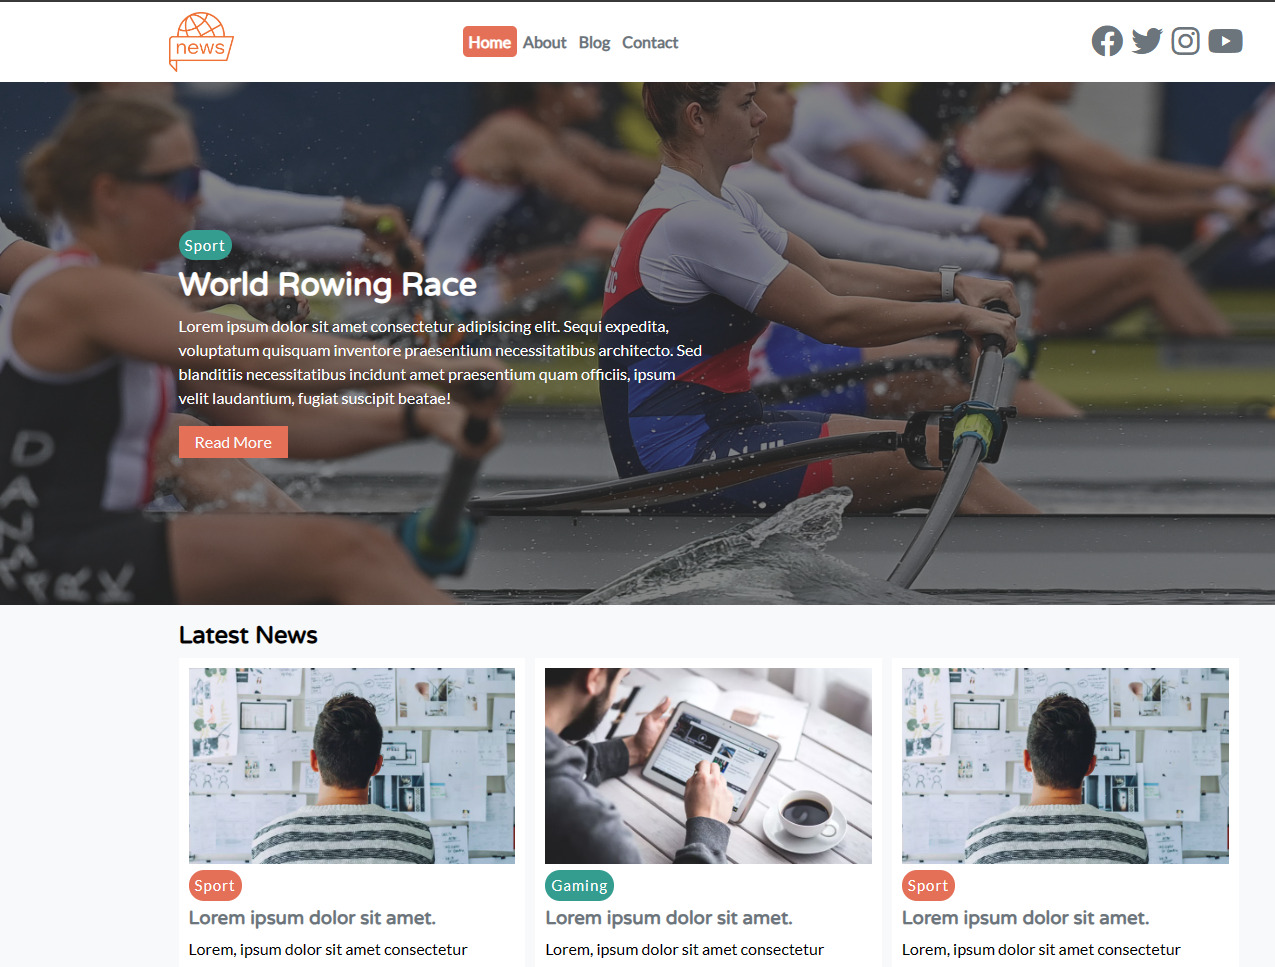 news
Home About Blog Contact
Sport
World Rowing Race
Lorem ipsum dolor sit amet consectetur adipisicing elit. Sequi expedita,
voluptatum quisquam inventore praesentium necessitatibus architecto. Sed
blanditiis necessitatibus incidunt amet praesentium quam officiis, ipsum
velit laudantium, fugiat suscipit beatae!
Read More
DANMARK
Latest News
Sport
Lorem ipsum dolor sit amet.
Lorem, ipsum dolor sit amet consectetur
Gaming
Lorem ipsum dolor sit amet.
Lorem, ipsum dolor sit amet consectetur
Sport
Lorem ipsum dolor sit amet.
Lorem, ipsum dolor sit amet consectetur